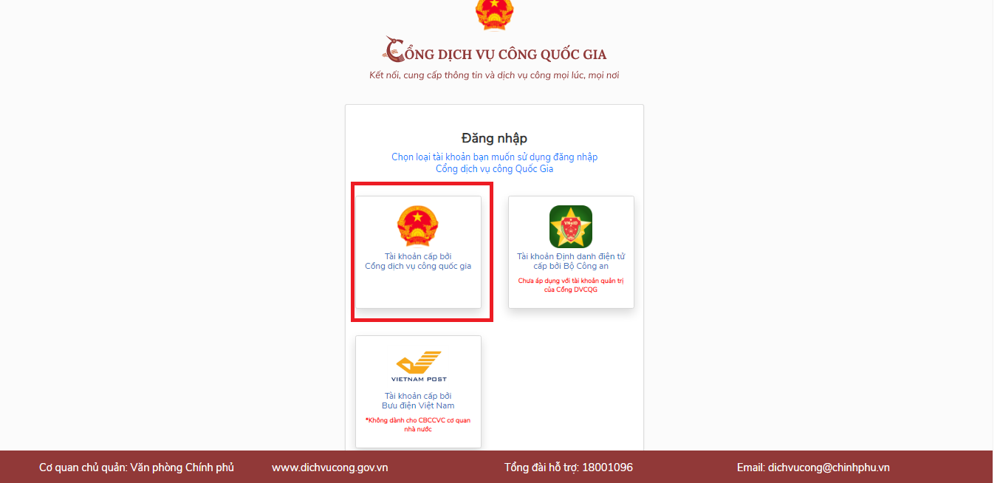 CỔNG DỊCH VỤ CÔNG QUỐC GIA
Kết nối, cung cấp thông tin và dịch vụ công mọi lúc, mọi nơi
Đăng nhập
Chọn loại tài khoản bạn muốn sử dụng đăng nhập
Cổng dịch vụ công Quốc Gia
Tài khoản cấp bởi
Cổng dịch vụ công quốc gia
VNeID
Tài khoản Định danh điện tử
cấp bởi Bộ Công an
Chưa áp dụng với tài khoản quản trị
của Cổng DVCQG
VIETNAM POST
Tài khoản cấp bởi
Bưu điện Việt Nam
*Không dành cho CBCCVC cơ quan
nhà nước
Cơ quan chủ quản: Văn phòng Chính phủ
www.dichvucong.gov.vn
Tổng đài hỗ trợ: 18001096
Email: dichvucong@chinhphu.vn